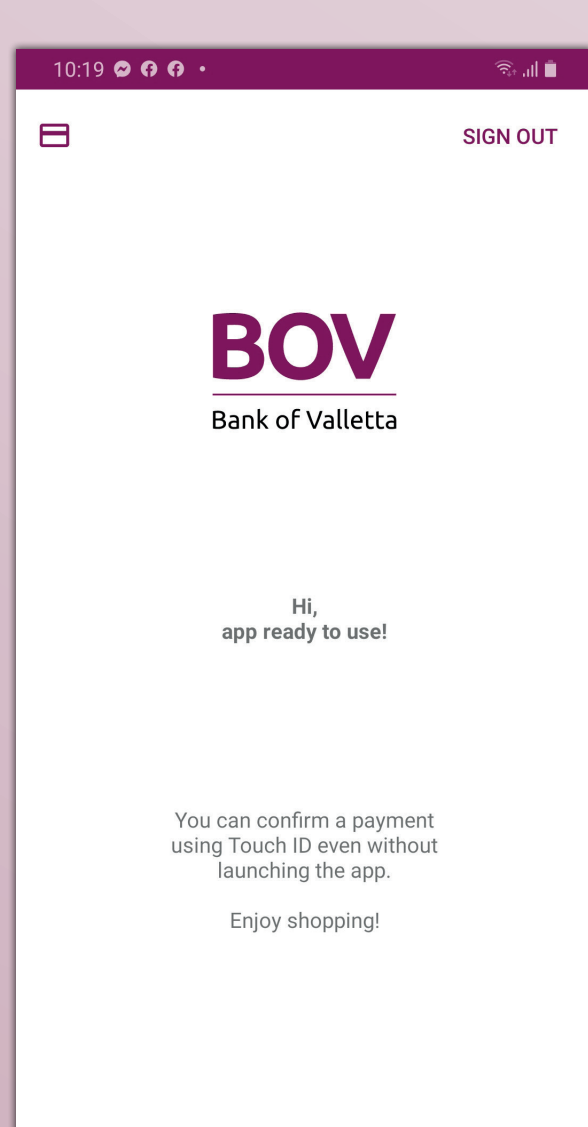 10:19
SIGN OUT
BOV
Bank of Valletta
Hi,
app ready to use!
You can confirm a payment
using Touch ID even without
launching the app.
Enjoy shopping!